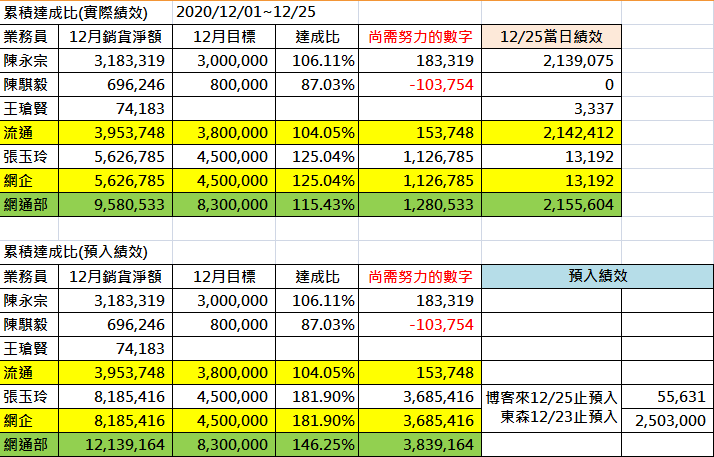 累積達成比(實際績效) 2020/12/01~12/25
業務員 12月銷貨淨額 12月目標 達成比 尚需努力的數字 12/25當日績效
陳永宗 3,183,319 3,000,000 106.11% 183,319 2,139,075
陳騏毅 696,246 800,000 87.03% -103,754 0
王瑲賢 74,183 3,337
流通 3,953,748 3,800,000 104.05% 153,748 2,142,412
張玉玲 5,626,785 4,500,000 125.04% 1,126,785 13,192
網企 5,626,785 4,500,000 125.04% 1,126,785 13,192
網通部 9,580,533 8,300,000 115.43% 1,280,533 2,155,604
累積達成比(預入績效)
業務員 12月銷貨淨額 12月目標 達成比 尚需努力的數字 預入績效
陳永宗 3,183,319 3,000,000 106.11% 183,319
陳騏毅 696,246 800,000 87.03% -103,754
王瑲賢 74,183
流通 3,953,748 3,800,000 104.05% 153,748
張玉玲 8,185,416 4,500,000 181.90% 3,685,416 博客來12/25止預入 55,631
網企 8,185,416 4,500,000 181.90% 3,685,416 東森12/23止預入 2,503,000
網通部 12,139,164 8,300,000 146.25% 3,839,164